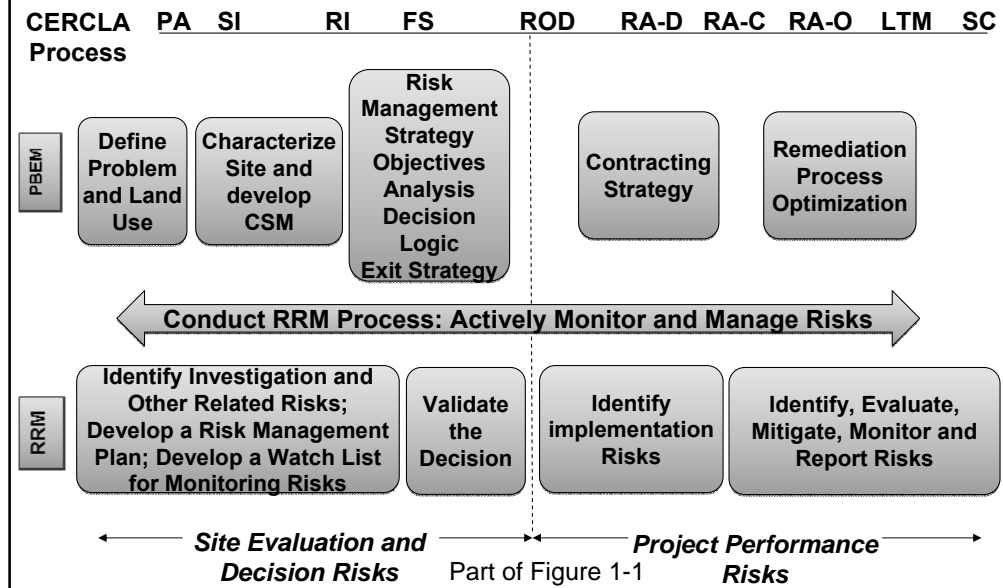 CERCLA PA SI RI FS ROD RA-D RA-C RA-O LTM SC
Process
PBEM
Define
Problem
and Land
Use
Characterize
Site and
develop
CSM
Risk
Management
Strategy
Objectives
Analysis
Decision
Logic
Exit Strategy
Contracting
Strategy
Remediation
Process
Optimization
Conduct RRM Process: Actively Monitor and Manage Risks
RRM
Identify Investigation and
Other Related Risks;
Develop a Risk Management
Plan; Develop a Watch List
for Monitoring Risks
Validate
the
Decision
Identify
implementation
Risks
Identify, Evaluate,
Mitigate, Monitor and
Report Risks
Site Evaluation and
Decision Risks
Part of Figure 1-1
Project Performance
Risks